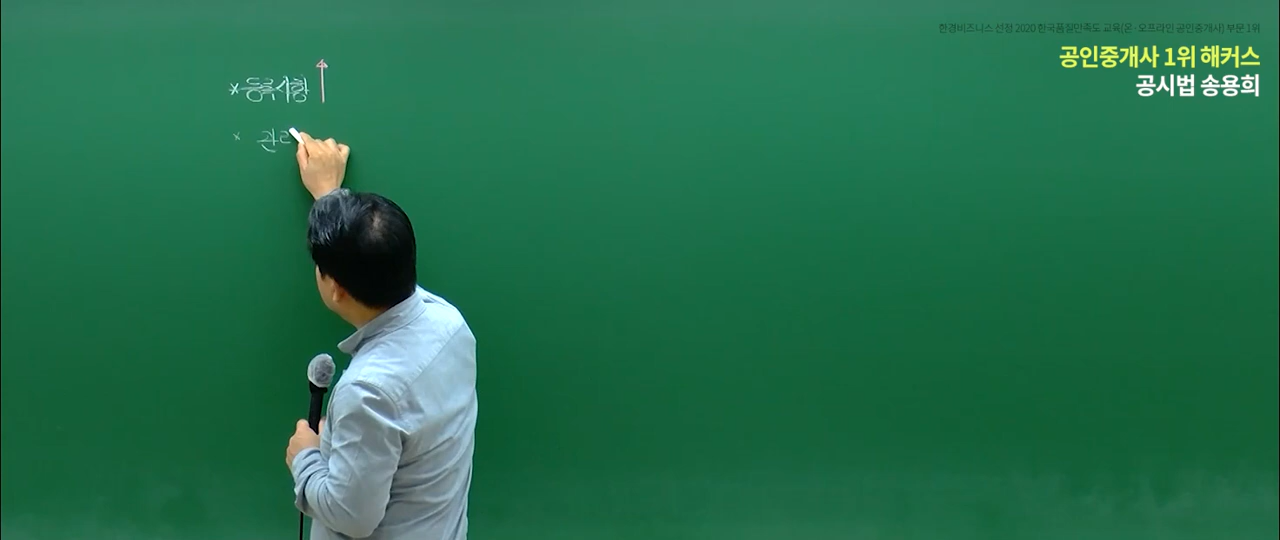 한경비즈니스 선정 2020 한국품질만족도 교육(온·오프라인 공인중개사) 부문 1위
공인중개사 1위 해커스
공시법 송용희
* 등록사항 ↑
* 관리